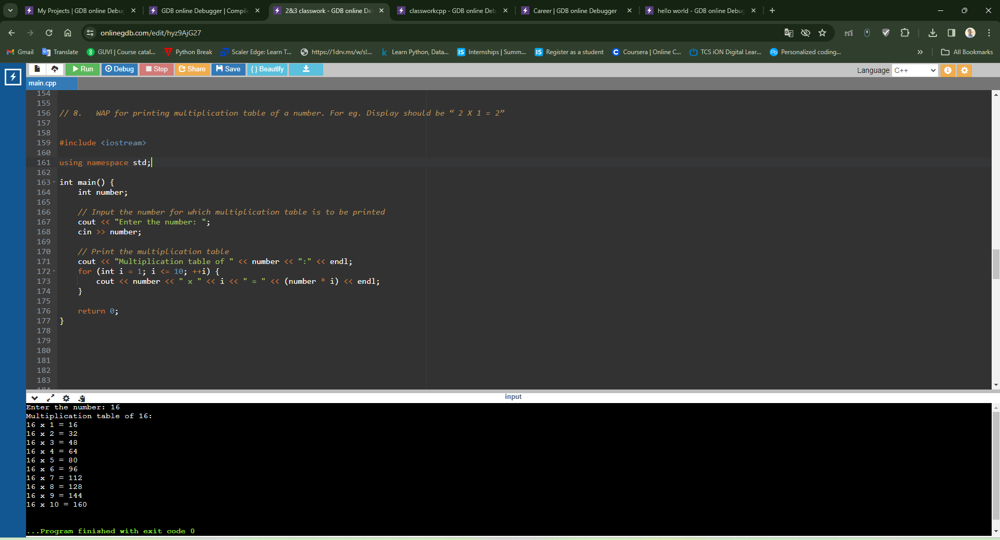 My Projects | GDB online Debug
GDB online Debugger | Compile
2&3 classwork - GDB online De
classworkcpp - GDB online Deb
Career | GDB online Debugger
hello world - GDB online Debug
onlinegdb.com/edit/hyz9AjG27
Gmail
Translate
GUVI | Course catal...
Python Break
Scaler Edge: Learn T...
https://1drv.ms/w/s!...
Learn Python, Data...
Internships | Summ...
Register as a student
Coursera | Online C...
TCS iON Digital Lear...
Personalized coding...
All Bookmarks
Run
Debug
Stop
Share
Save
{ } Beautify
Language C++
main.cpp
154
155
156 // 8.   WAP for printing multiplication table of a number. For eg. Display should be “ 2 X 1 = 2”
157
158
159 #include <iostream>
160
161 using namespace std;
162
163 int main() {
164     int number;
165
166     // Input the number for which multiplication table is to be printed
167     cout << "Enter the number: ";
168     cin >> number;
169
170     // Print the multiplication table
171     cout << "Multiplication table of " << number << ":" << endl;
172     for (int i = 1; i <= 10; ++i) {
173         cout << number << " x " << i << " = " << (number * i) << endl;
174     }
175
176     return 0;
177 }
178
179
180
181
182
183
184
input
Enter the number: 16
Multiplication table of 16:
16 x 1 = 16
16 x 2 = 32
16 x 3 = 48
16 x 4 = 64
16 x 5 = 80
16 x 6 = 96
16 x 7 = 112
16 x 8 = 128
16 x 9 = 144
16 x 10 = 160
...Program finished with exit code 0